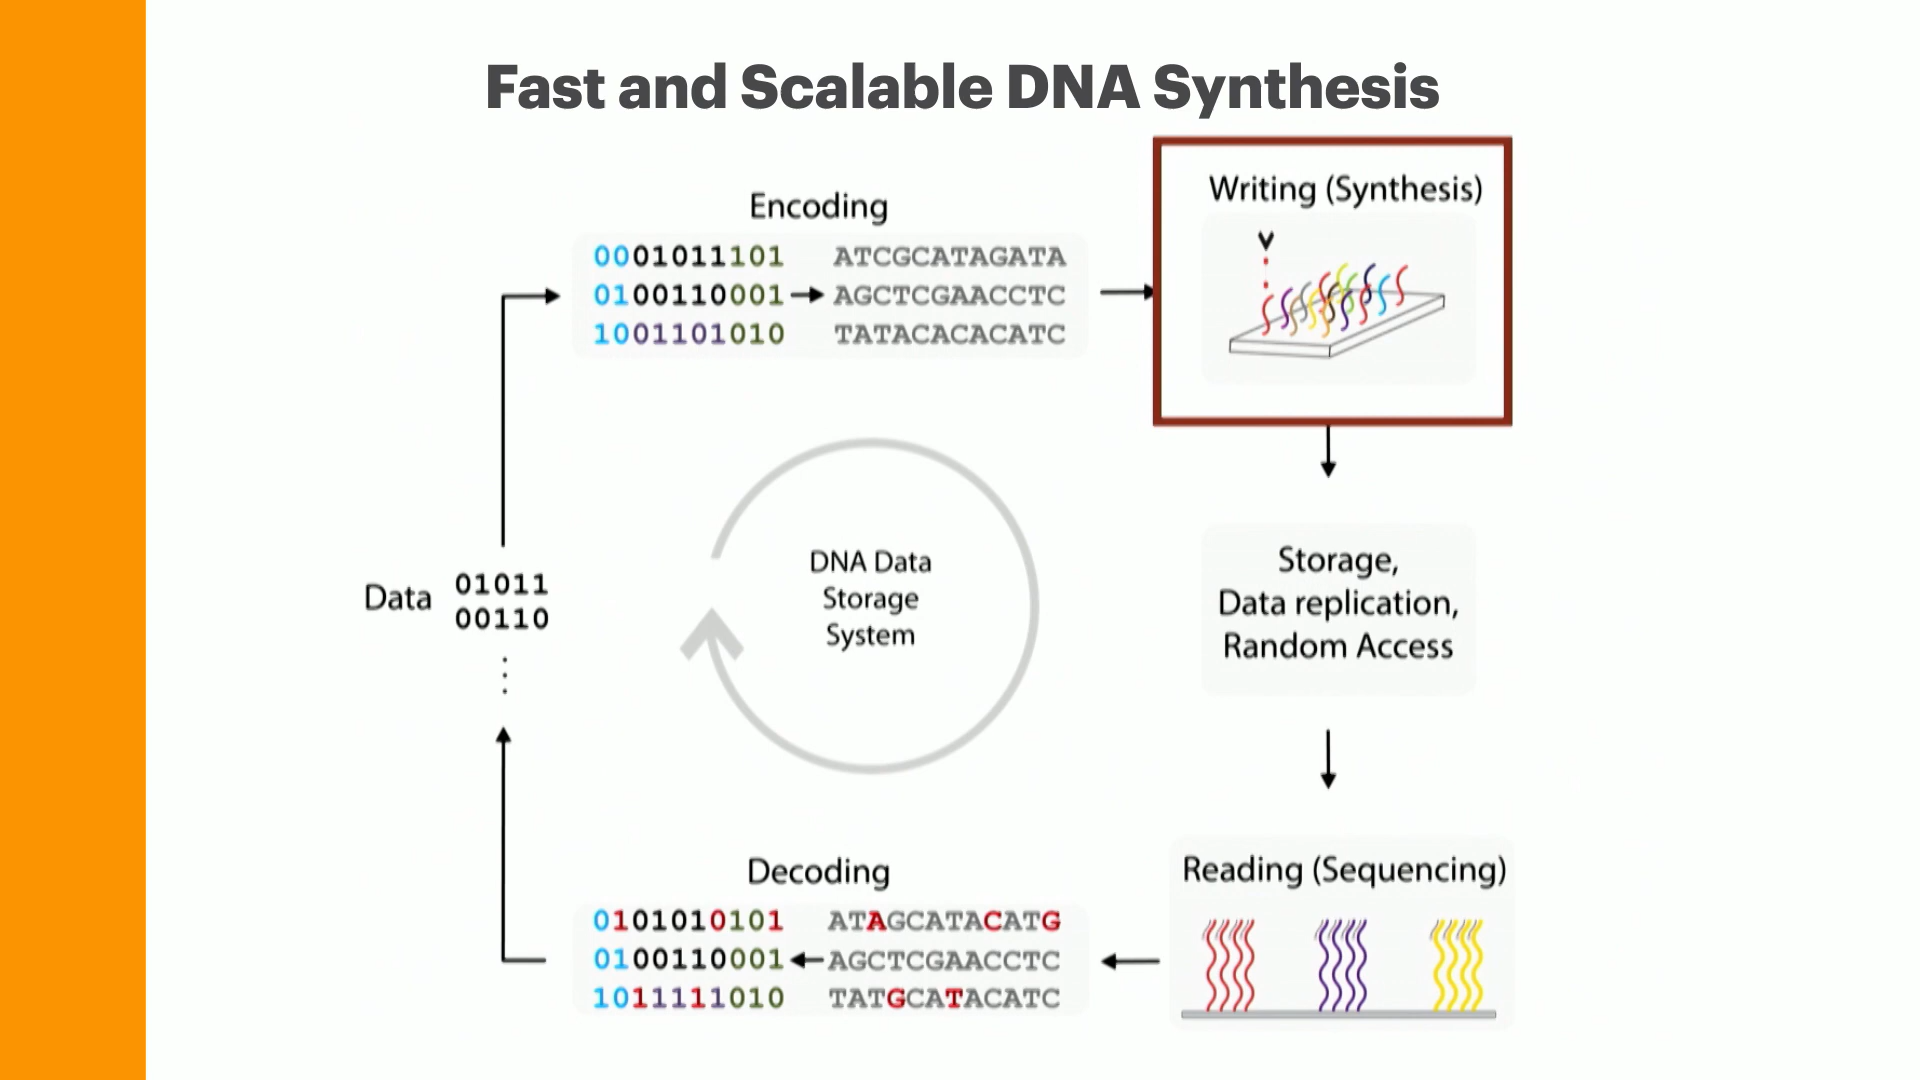 Fast and Scalable DNA Synthesis
Encoding
0001011101 ATCGCATAGATA
0100110001 AGCTCGAACCTC
1001101010 TATACACACATC
Writing (Synthesis)
Storage,
Data replication,
Random Access
Reading (Sequencing)
Decoding
0101010101 ATAGCATACATG
0100110001 AGCTCGAACCTC
1011111010 TATGCATACATC
Data
01011
00110
DNA Data
Storage
System